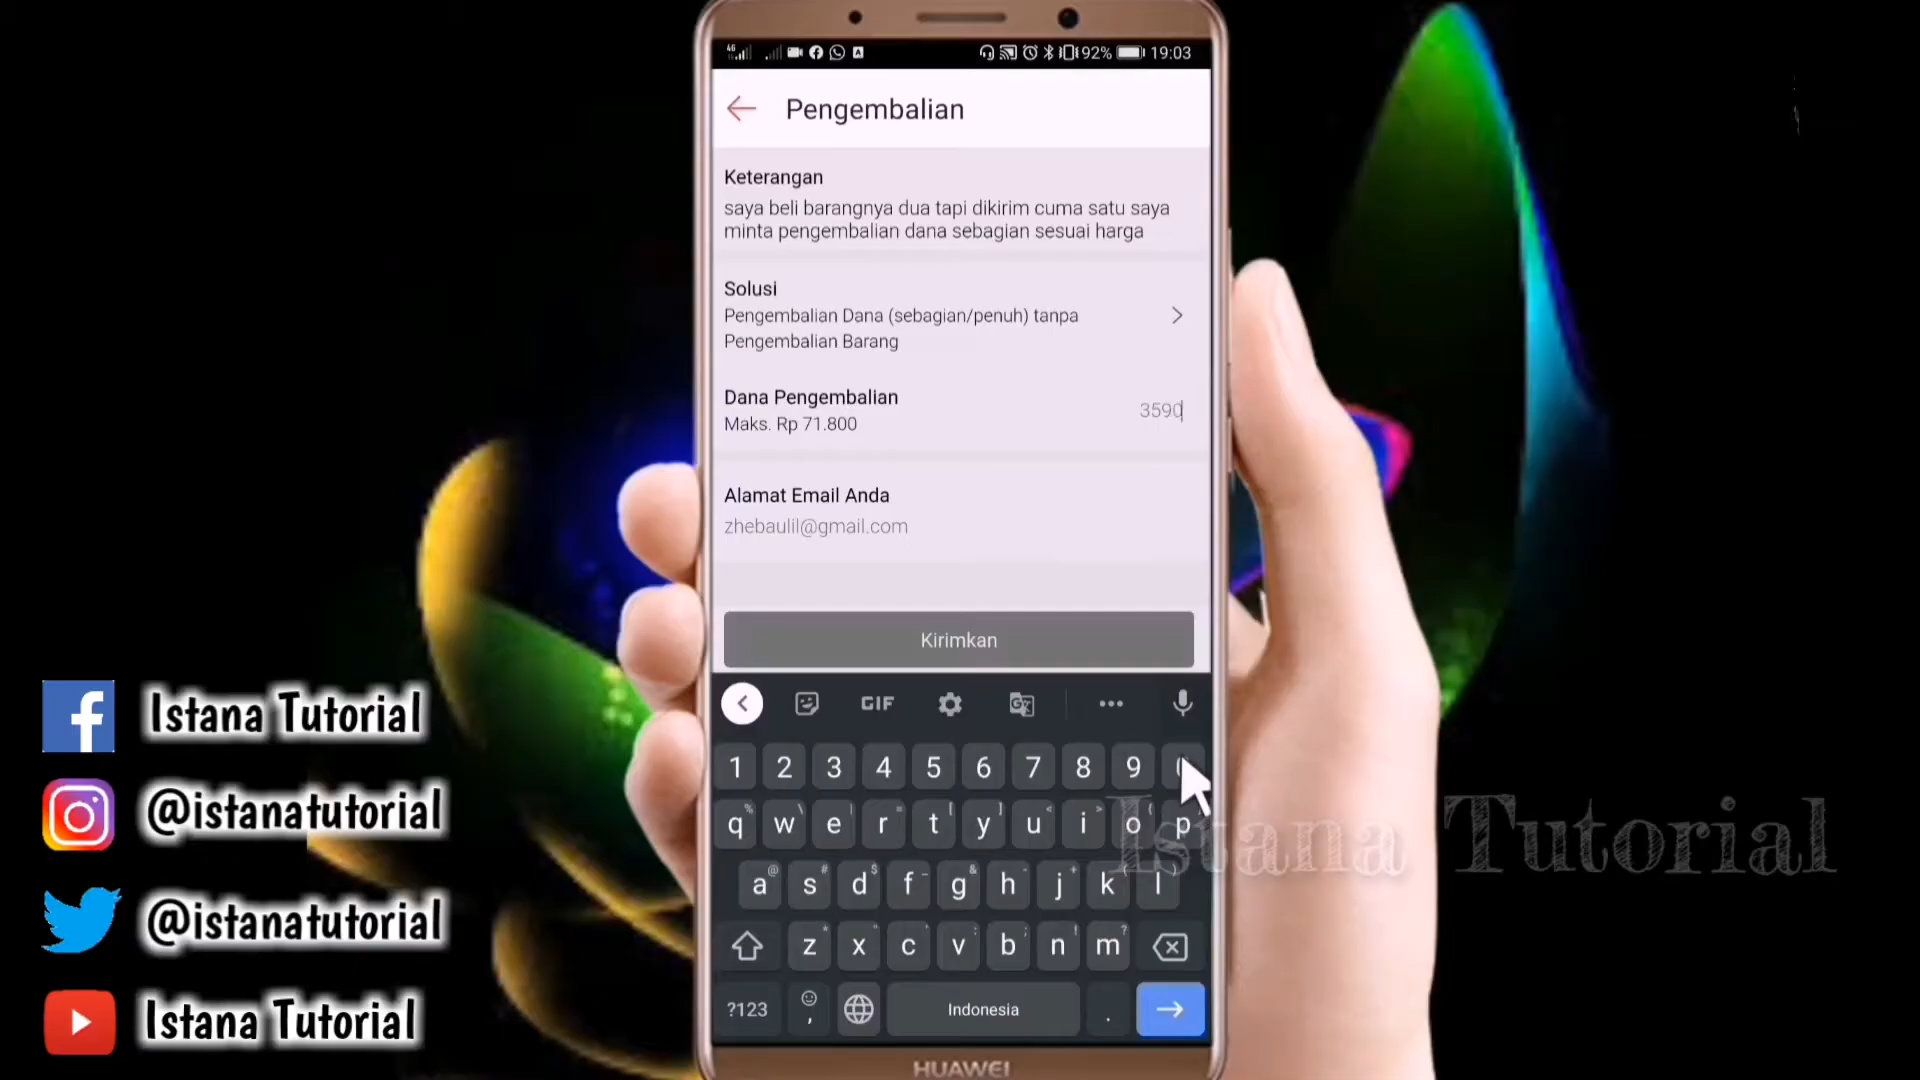 4G
92%
19:03
Pengembalian
Keterangan
saya beli barangnya dua tapi dikirim cuma satu saya
minta pengembalian dana sebagian sesuai harga
Solusi
Pengembalian Dana (sebagian/penuh) tanpa
Pengembalian Barang
Dana Pengembalian
Maks. Rp 71.800
3590
Alamat Email Anda
zhebaulil@gmail.com
Kirimkan
GIF
1 2 3 4 5 6 7 8 9
q w e r t y u i o p
a s d f g h j k l
z x c v b n m
?123 , Indonesia .
HUAWEI
Istana Tutorial
@istanatutorial
@istanatutorial
Istana Tutorial
Istana Tutorial